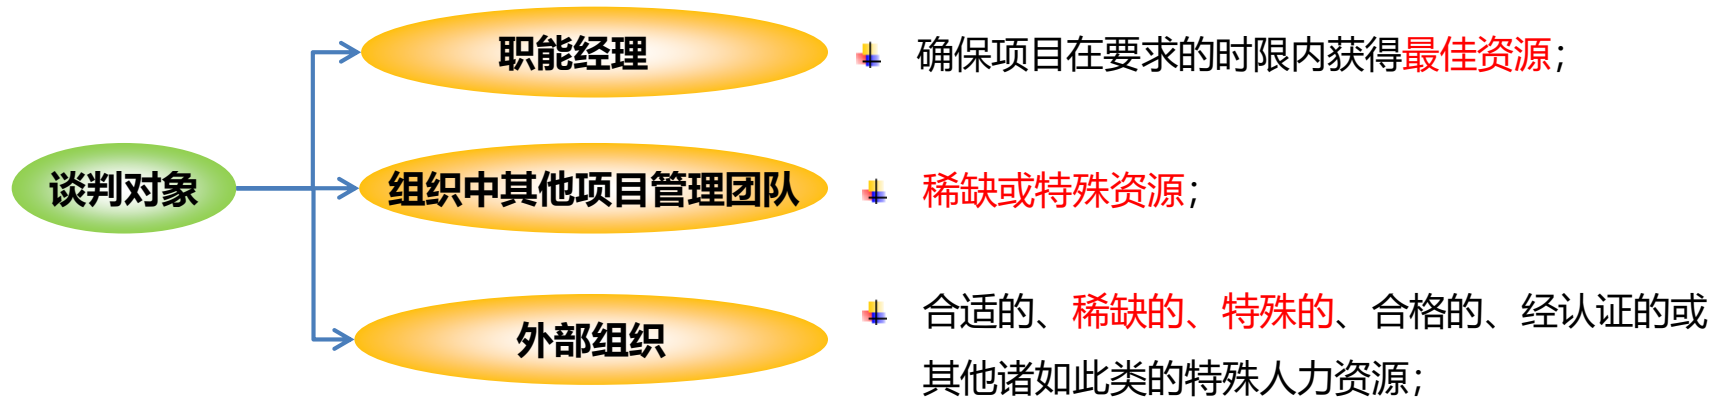 谈判对象
职能经理
确保项目在要求的时限内获得最佳资源；
组织中其他项目管理团队
稀缺或特殊资源；
外部组织
合适的、稀缺的、特殊的、合格的、经认证的或
其他诸如此类的特殊人力资源；